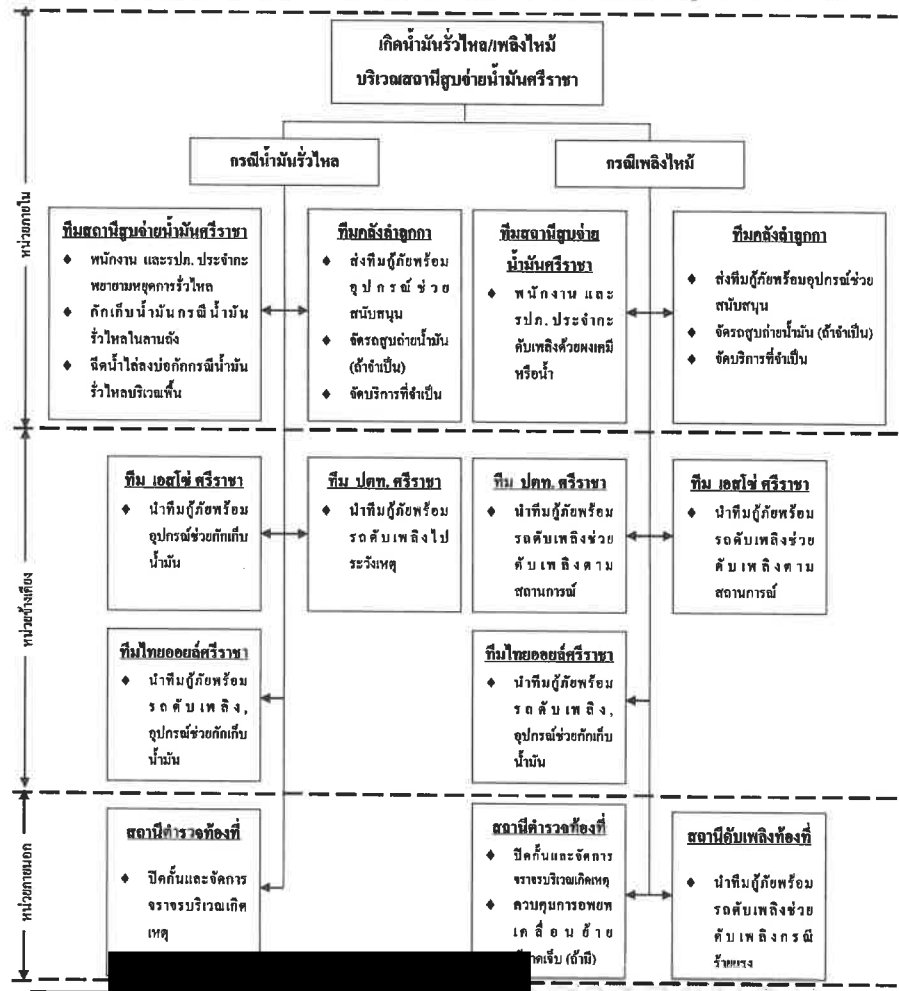 เกิดน้ำมันรั่วไหล/เพลิงไหม้
บริเวณสถานีสูบจ่ายน้ำมันศรีราชา
กรณีน้ำมันรั่วไหล
กรณีเพลิงไหม้
หน่วยภายใน
ทีมสถานีสูบจ่ายน้ำมันศรีราชา
♦ พนักงาน และรปภ. ประจำกะ
พยายามหยุดการรั่วไหล
♦ กักเก็บน้ำมันกรณีน้ำมัน
รั่วไหลในลานถัง
♦ ฉีดน้ำไล่ลงบ่อกักกรณีน้ำมัน
รั่วไหลบริเวณพื้น
ทีมคลังลำลูกกา
♦ ส่งทีมกู้ภัยพร้อม
อุปกรณ์ช่วย
สนับสนุน
♦ จัดรถสูบถ่ายน้ำมัน
(ถ้าจำเป็น)
♦ จัดบริการที่จำเป็น
ทีมสถานีสูบจ่าย
น้ำมันศรีราชา
♦ พนักงาน และ
รปภ. ประจำกะ
ดับเพลิงด้วยผงเคมี
หรือน้ำ
ทีมคลังลำลูกกา
♦ ส่งทีมกู้ภัยพร้อมอุปกรณ์ช่วย
สนับสนุน
♦ จัดรถสูบถ่ายน้ำมัน (ถ้าจำเป็น)
♦ จัดบริการที่จำเป็น
หน่วยข้างเคียง
ทีม เอสโซ่ ศรีราชา
♦ นำทีมกู้ภัยพร้อม
อุปกรณ์ช่วยกักเก็บ
น้ำมัน
ทีม ปตท. ศรีราชา
♦ นำทีมกู้ภัยพร้อม
รถดับเพลิงไป
ระวังเหตุ
ทีม ปตท. ศรีราชา
♦ นำทีมกู้ภัยพร้อม
รถดับเพลิงช่วย
ดับเพลิงตาม
สถานการณ์
ทีม เอสโซ่ ศรีราชา
♦ นำทีมกู้ภัยพร้อม
รถดับเพลิงช่วย
ดับเพลิงตาม
สถานการณ์
ทีมไทยออยล์ศรีราชา
♦ นำทีมกู้ภัยพร้อม
รถดับเพลิง,
อุปกรณ์ช่วยกักเก็บ
น้ำมัน
ทีมไทยออยล์ศรีราชา
♦ นำทีมกู้ภัยพร้อม
รถดับเพลิง,
อุปกรณ์ช่วยกักเก็บ
น้ำมัน
หน่วยภายนอก
สถานีตำรวจท้องที่
♦ ปิดกั้นและจัดการ
จราจรบริเวณเกิด
เหตุ
สถานีตำรวจท้องที่
♦ ปิดกั้นและจัดการ
จราจรบริเวณเกิดเหตุ
♦ ควบคุมการอพยพ
เคลื่อนย้าย
(ถ้ามี)
สถานีดับเพลิงท้องที่
♦ นำทีมกู้ภัยพร้อม
รถดับเพลิงช่วย
ดับเพลิงกรณี
ร้ายแรง